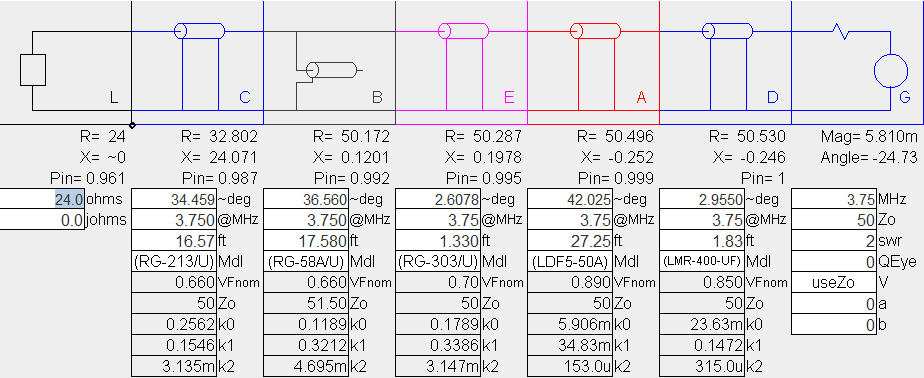 L C B E A D G
R= 24 R= 32.802 R= 50.172 R= 50.287 R= 50.496 R= 50.530 Mag= 5.810m
X= ~0 X= 24.071 X= 0.1201 X= 0.1978 X= -0.252 X= -0.246 Angle= -24.73
Pin= 0.961 Pin= 0.987 Pin= 0.992 Pin= 0.995 Pin= 0.999 Pin= 1
24.0 ohms 34.459 ~deg 36.560 ~deg 2.6078 ~deg 42.025 ~deg 2.9550 ~deg 3.75 MHz
0.0 johms 3.750 @MHz 3.750 @MHz 3.75 @MHz 3.75 @MHz 3.75 @MHz 50 Zo
16.57 ft 17.580 ft 1.330 ft 27.25 ft 1.83 ft 2 swr
(RG-213/U) Mdl (RG-58A/U) Mdl (RG-303/U) Mdl (LDF5-50A) Mdl (LMR-400-UF) Mdl 0 QEye
0.660 VFnom 0.660 VFnom 0.70 VFnom 0.890 VFnom 0.850 VFnom useZo V
50 Zo 51.50 Zo 50 Zo 50 Zo 50 Zo 0 a
0.2562 k0 0.1189 k0 0.1789 k0 5.906m k0 23.63m k0 0 b
0.1546 k1 0.3212 k1 0.3386 k1 34.83m k1 0.1472 k1
3.135m k2 4.695m k2 3.147m k2 153.0u k2 315.0u k2